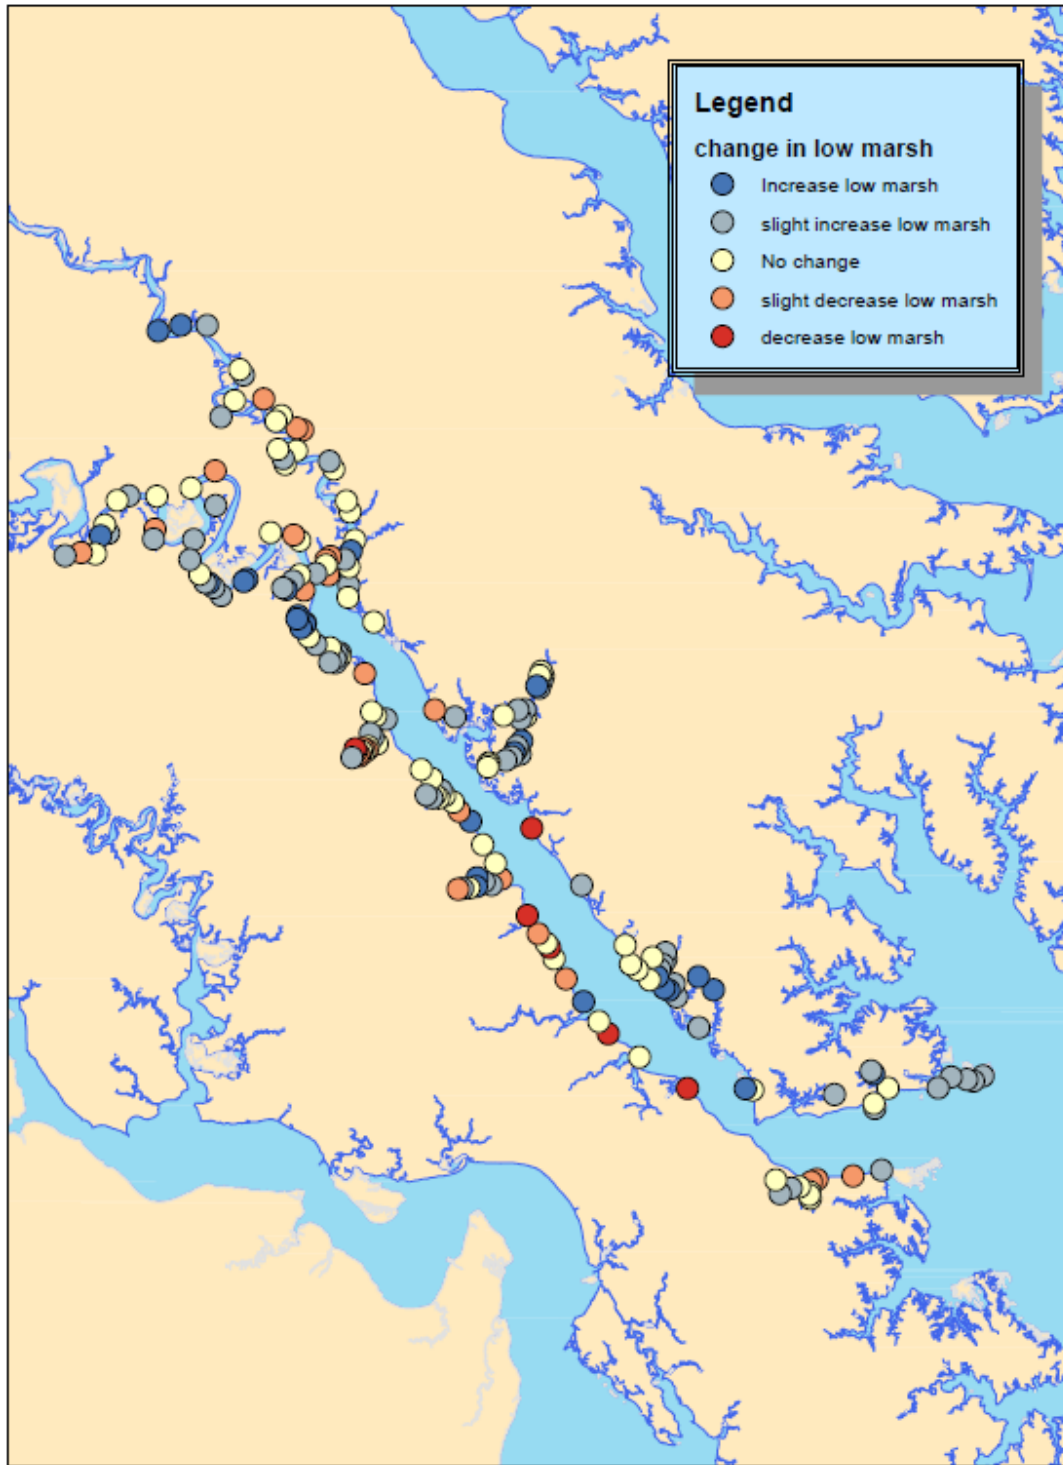 Legend
change in low marsh
Increase low marsh
slight increase low marsh
No change
slight decrease low marsh
decrease low marsh